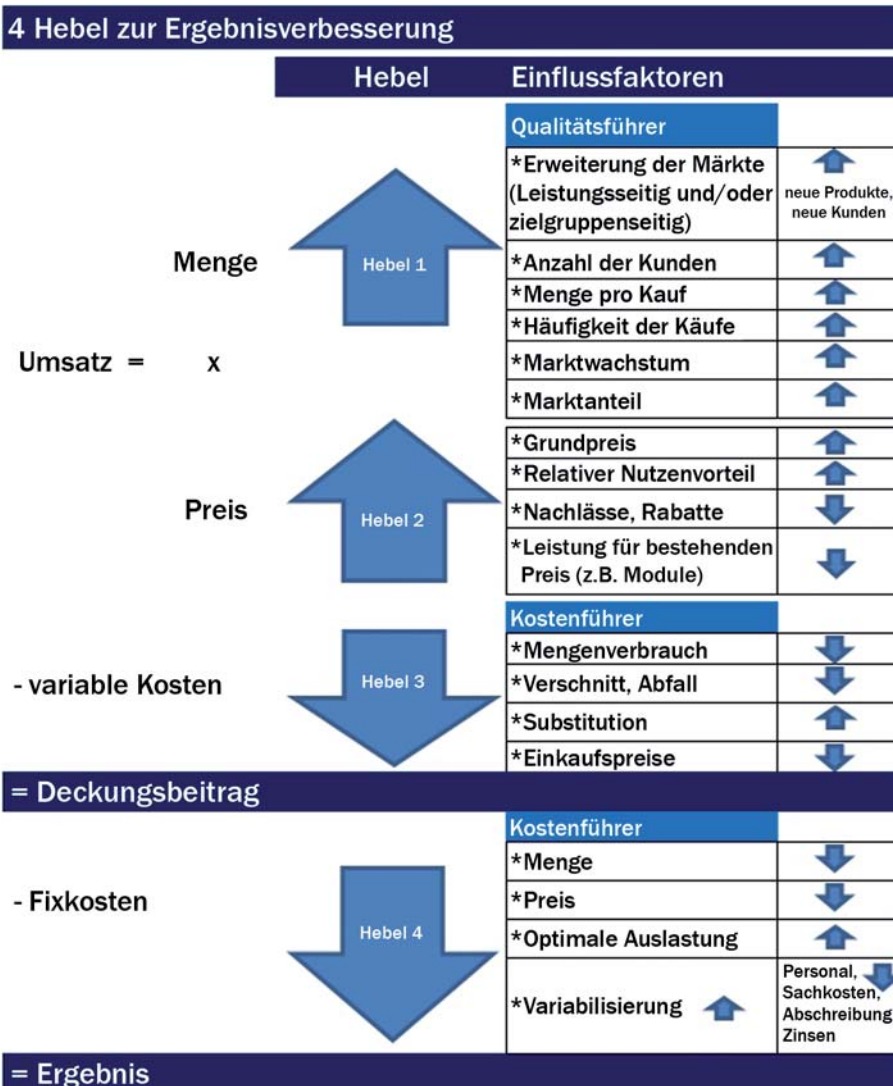 4 Hebel zur Ergebnisverbesserung
Hebel Einflussfaktoren
Qualitätsführer
*Erweiterung der Märkte
(Leistungsseitig und/oder
zielgruppenseitig)
neue Produkte,
neue Kunden
Menge
Hebel 1
*Anzahl der Kunden
*Menge pro Kauf
*Häufigkeit der Käufe
Umsatz = x
*Marktwachstum
*Marktanteil
*Grundpreis
*Relativer Nutzenvorteil
Preis
Hebel 2
*Nachlässe, Rabatte
*Leistung für bestehenden
Preis (z.B. Module)
Kostenführer
*Mengenverbrauch
- variable Kosten
Hebel 3
*Verschnitt, Abfall
*Substitution
*Einkaufspreise
= Deckungsbeitrag
Kostenführer
*Menge
- Fixkosten
*Preis
Hebel 4
*Optimale Auslastung
*Variabilisierung
Personal,
Sachkosten,
Abschreibung
Zinsen
= Ergebnis